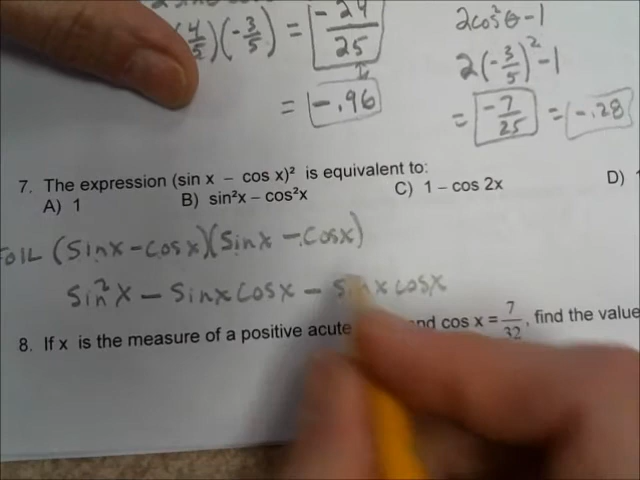 (4/5)(-3/5) = -24/25
= -.96
2cos²θ-1
2(-3/5)²-1
= -7/25 = -.28
7. The expression (sin x – cos x)² is equivalent to:
A) 1 B) sin²x – cos²x C) 1 – cos 2x D) 1
FOIL (sinx - cosx)(sinx - cosx)
sin²x - sinxcosx - sinxcosx
8. If x is the measure of a positive acute and cos x = 7/32, find the value